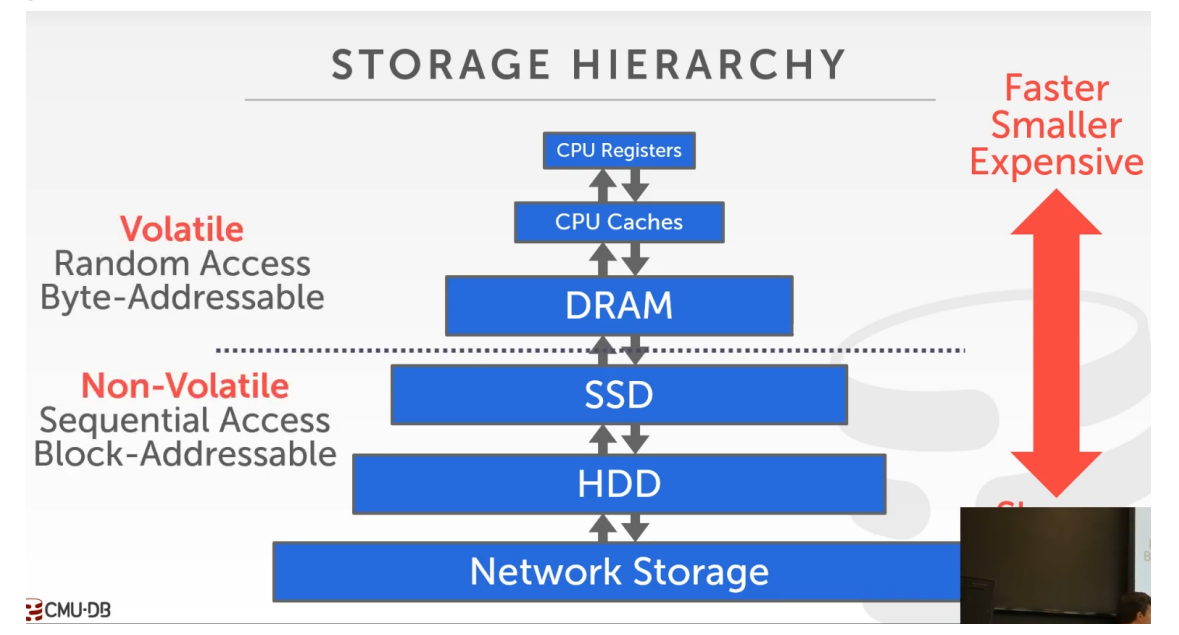 STORAGE HIERARCHY
Faster
Smaller
Expensive
CPU Registers
CPU Caches
Volatile
Random Access
Byte-Addressable
DRAM
Non-Volatile
Sequential Access
Block-Addressable
SSD
HDD
Network Storage
CMU·DB